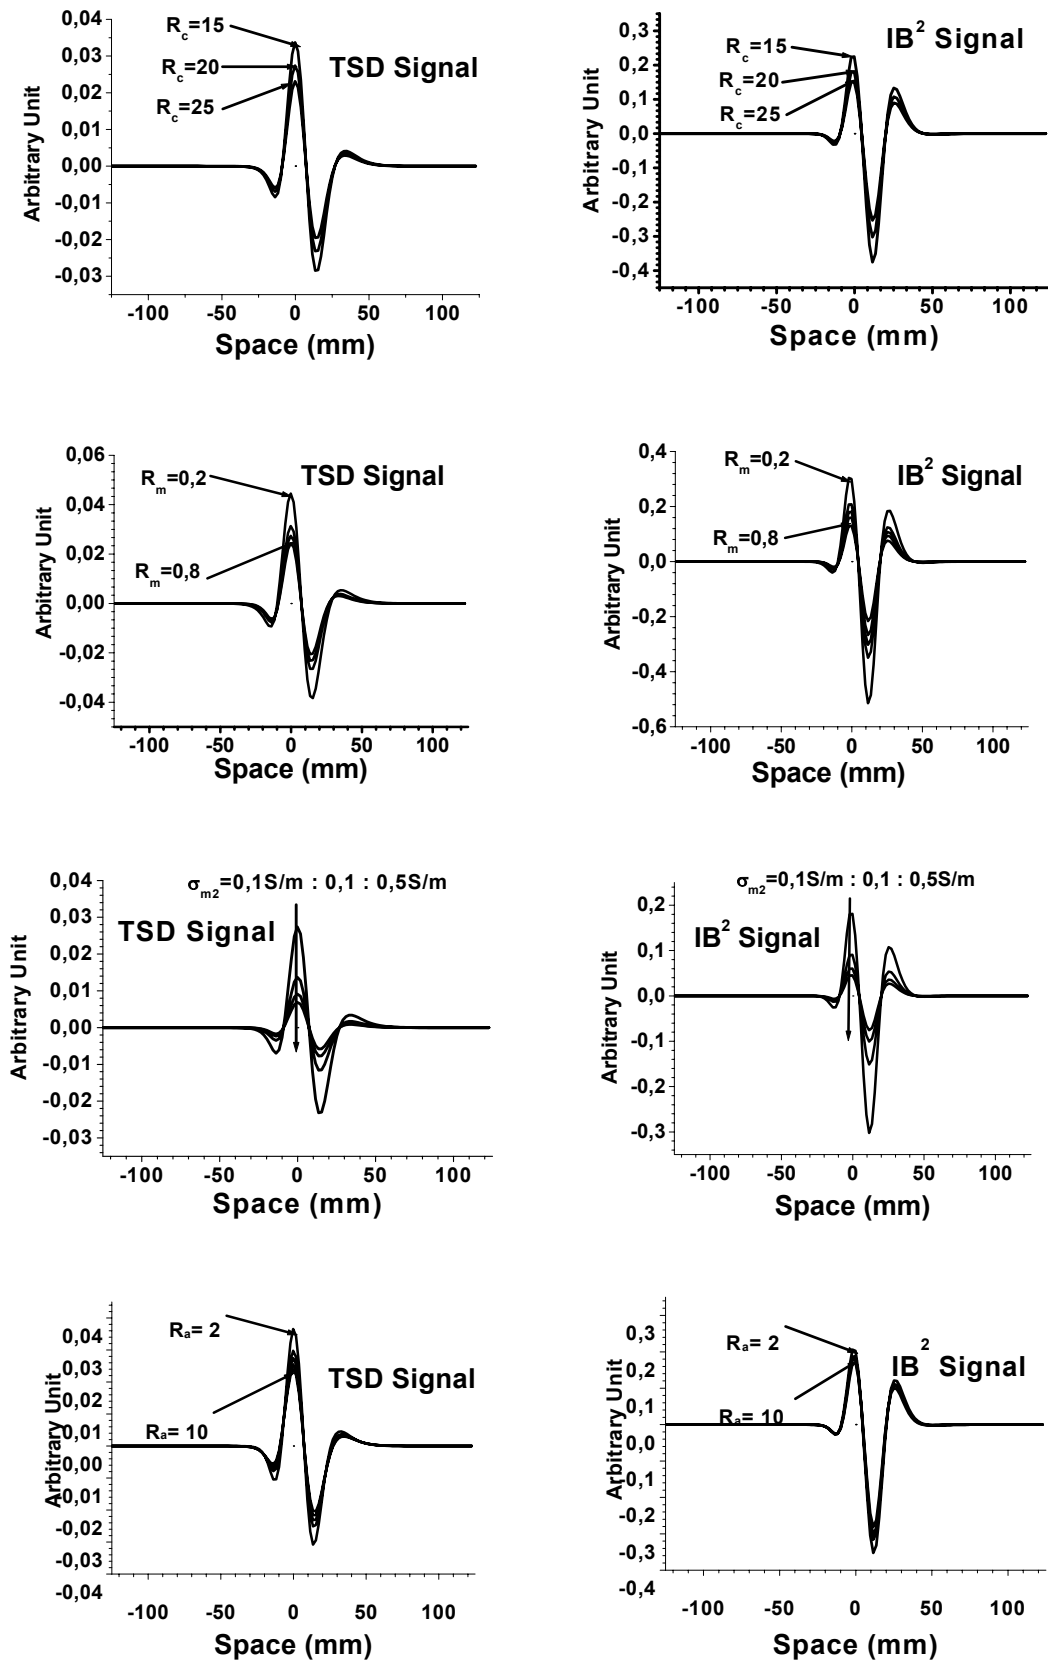 0,04
0,03
0,02
0,01
0,00
-0,01
-0,02
-0,03
Arbitrary Unit
R_c=15
R_c=20
R_c=25
TSD Signal
-100 -50 0 50 100
Space (mm)
0,3
0,2
0,1
0,0
-0,1
-0,2
-0,3
-0,4
Arbitrary Unit
R_c=15
R_c=20
R_c=25
IB² Signal
-100 -50 0 50 100
Space (mm)
0,06
0,04
0,02
0,00
-0,02
-0,04
Arbitrary Unit
R_m=0,2
R_m=0,8
TSD Signal
-100 -50 0 50 100
Space (mm)
0,4
0,2
0,0
-0,2
-0,4
-0,6
Arbitrary Unit
R_m=0,2
R_m=0,8
IB² Signal
-100 -50 0 50 100
Space (mm)
0,04
0,03
0,02
0,01
0,00
-0,01
-0,02
-0,03
Arbitrary Unit
σ_m2=0,1S/m : 0,1 : 0,5S/m
TSD Signal
-100 -50 0 50 100
Space (mm)
0,2
0,1
0,0
-0,1
-0,2
-0,3
Arbitrary Unit
σ_m2=0,1S/m : 0,1 : 0,5S/m
IB² Signal
-100 -50 0 50 100
Space (mm)
0,04
0,03
0,02
0,01
0,00
-0,01
-0,02
-0,03
-0,04
Arbitrary Unit
Ra= 2
Ra= 10
TSD Signal
-100 -50 0 50 100
Space (mm)
0,3
0,2
0,1
0,0
-0,1
-0,2
-0,3
-0,4
Arbitrary Unit
Ra= 2
Ra= 10
IB² Signal
-100 -50 0 50 100
Space (mm)